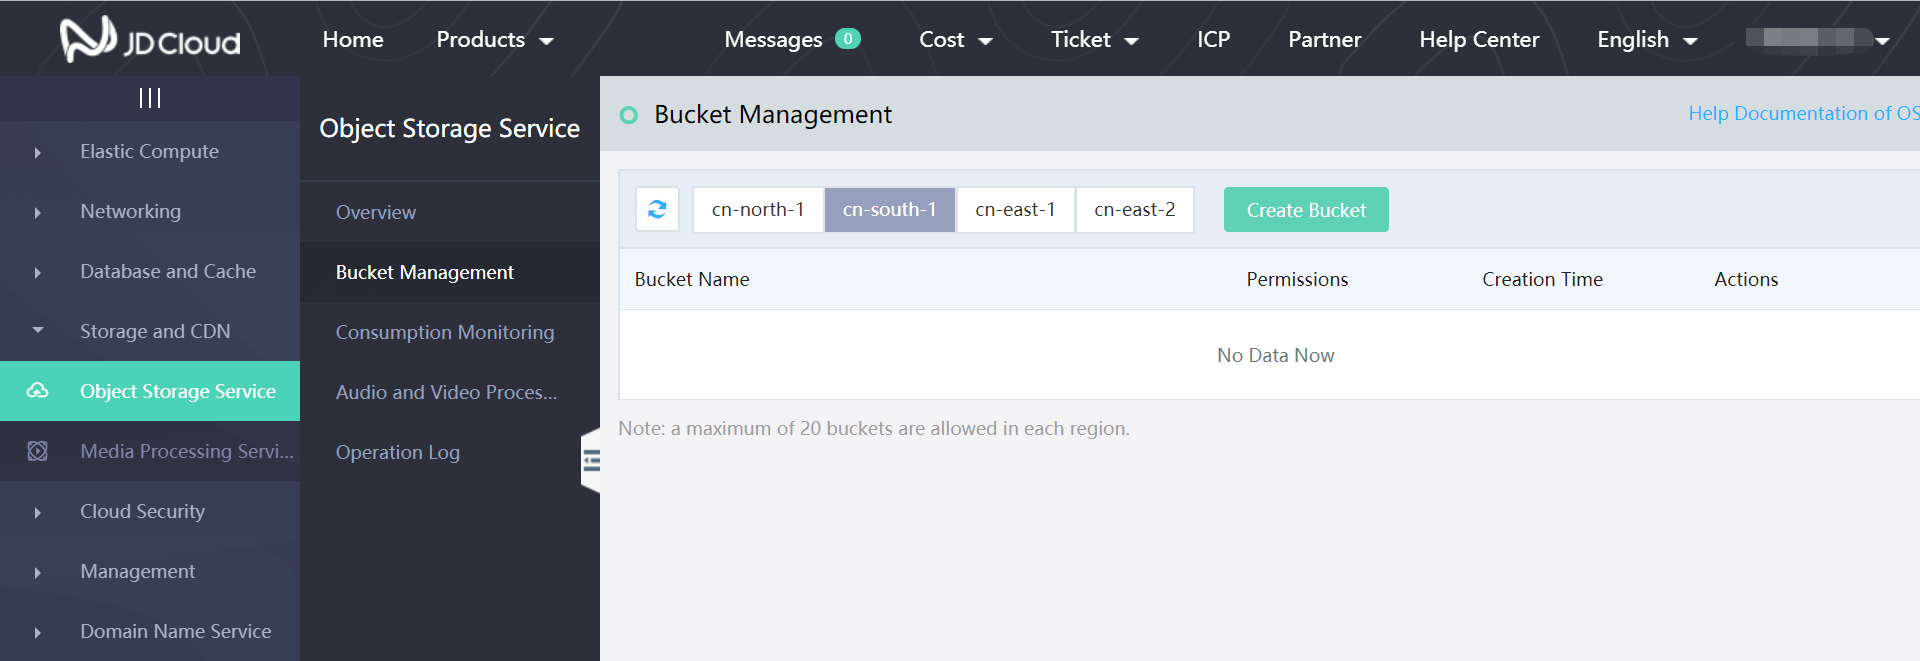 JD Cloud
Home
Products
Messages 0
Cost
Ticket
ICP
Partner
Help Center
English
Elastic Compute
Networking
Database and Cache
Storage and CDN
Object Storage Service
Media Processing Servi...
Cloud Security
Management
Domain Name Service
Object Storage Service
Overview
Bucket Management
Consumption Monitoring
Audio and Video Proces...
Operation Log
Bucket Management
Help Documentation of OS
cn-north-1
cn-south-1
cn-east-1
cn-east-2
Create Bucket
Bucket Name
Permissions
Creation Time
Actions
No Data Now
Note: a maximum of 20 buckets are allowed in each region.